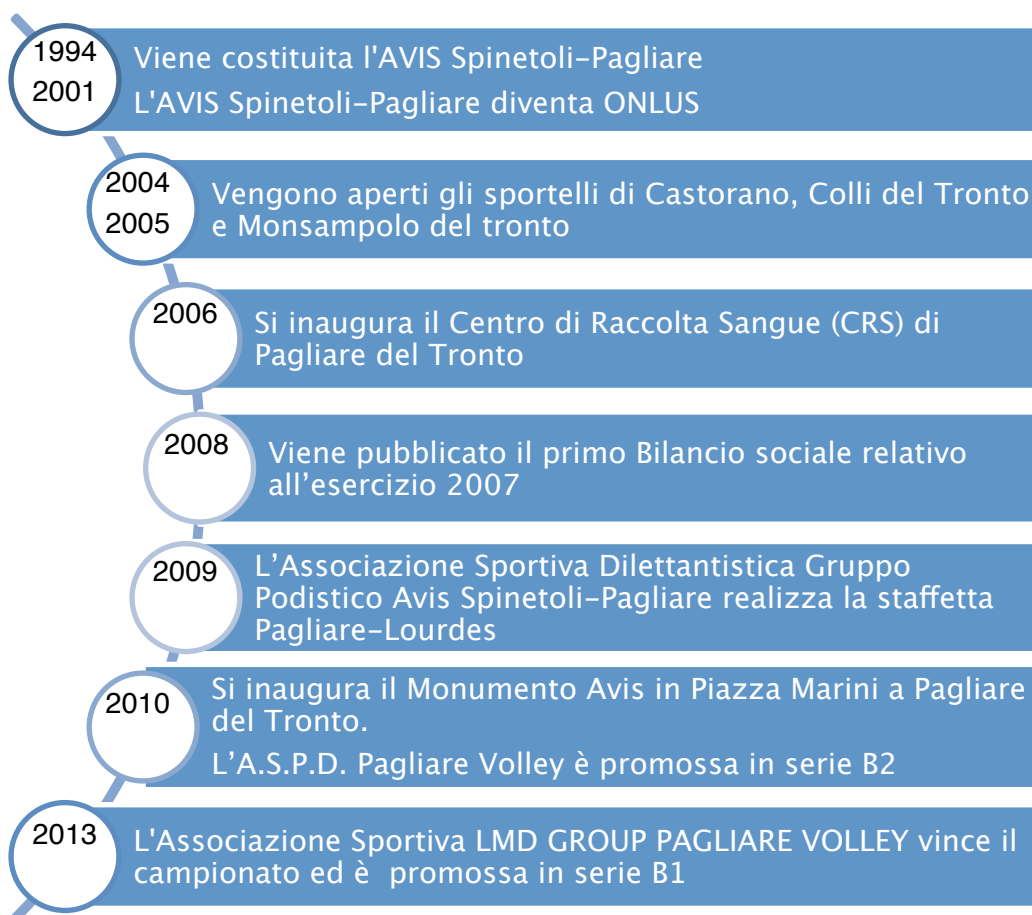 1994
Viene costituita l'AVIS Spinetoli-Pagliare
2001
L'AVIS Spinetoli-Pagliare diventa ONLUS
2004
2005
Vengono aperti gli sportelli di Castorano, Colli del Tronto
e Monsampolo del tronto
2006
Si inaugura il Centro di Raccolta Sangue (CRS) di
Pagliare del Tronto
2008
Viene pubblicato il primo Bilancio sociale relativo
all’esercizio 2007
2009
L’Associazione Sportiva Dilettantistica Gruppo
Podistico Avis Spinetoli-Pagliare realizza la staffetta
Pagliare-Lourdes
2010
Si inaugura il Monumento Avis in Piazza Marini a Pagliare
del Tronto.
L’A.S.P.D. Pagliare Volley è promossa in serie B2
2013
L'Associazione Sportiva LMD GROUP PAGLIARE VOLLEY vince il
campionato ed è  promossa in serie B1